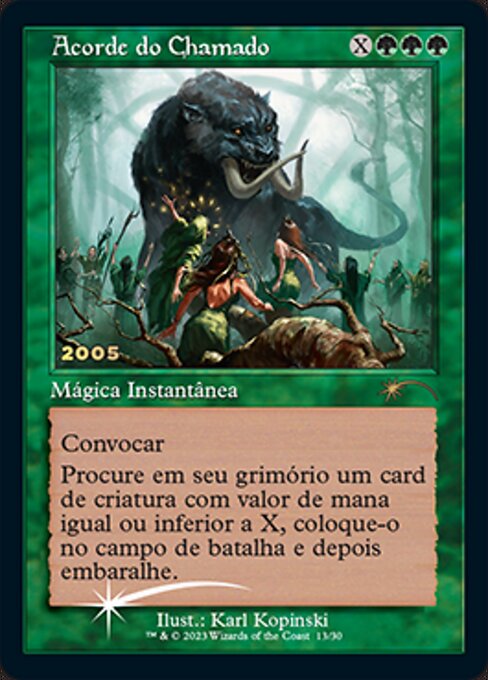 Acorde do Chamado X
2005
Mágica Instantânea
Convocar
Procure em seu grimório um card
de criatura com valor de mana
igual ou inferior a X, coloque-o
no campo de batalha e depois
embaralhe.
Ilust.: Karl Kopinski
™ & © 2023 Wizards of the Coast 13/30